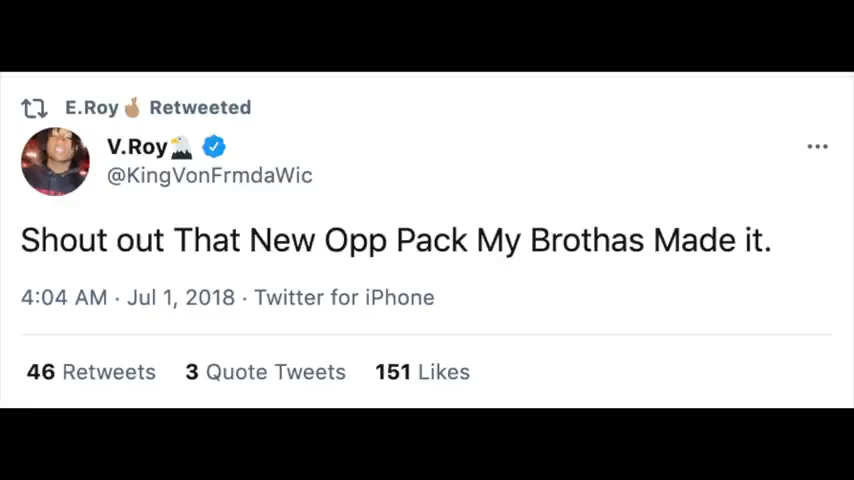 E.Roy🤞🏽 Retweeted
V.Roy🦅
@KingVonFrmdaWic
Shout out That New Opp Pack My Brothas Made it.
4:04 AM · Jul 1, 2018 · Twitter for iPhone
46 Retweets 3 Quote Tweets 151 Likes